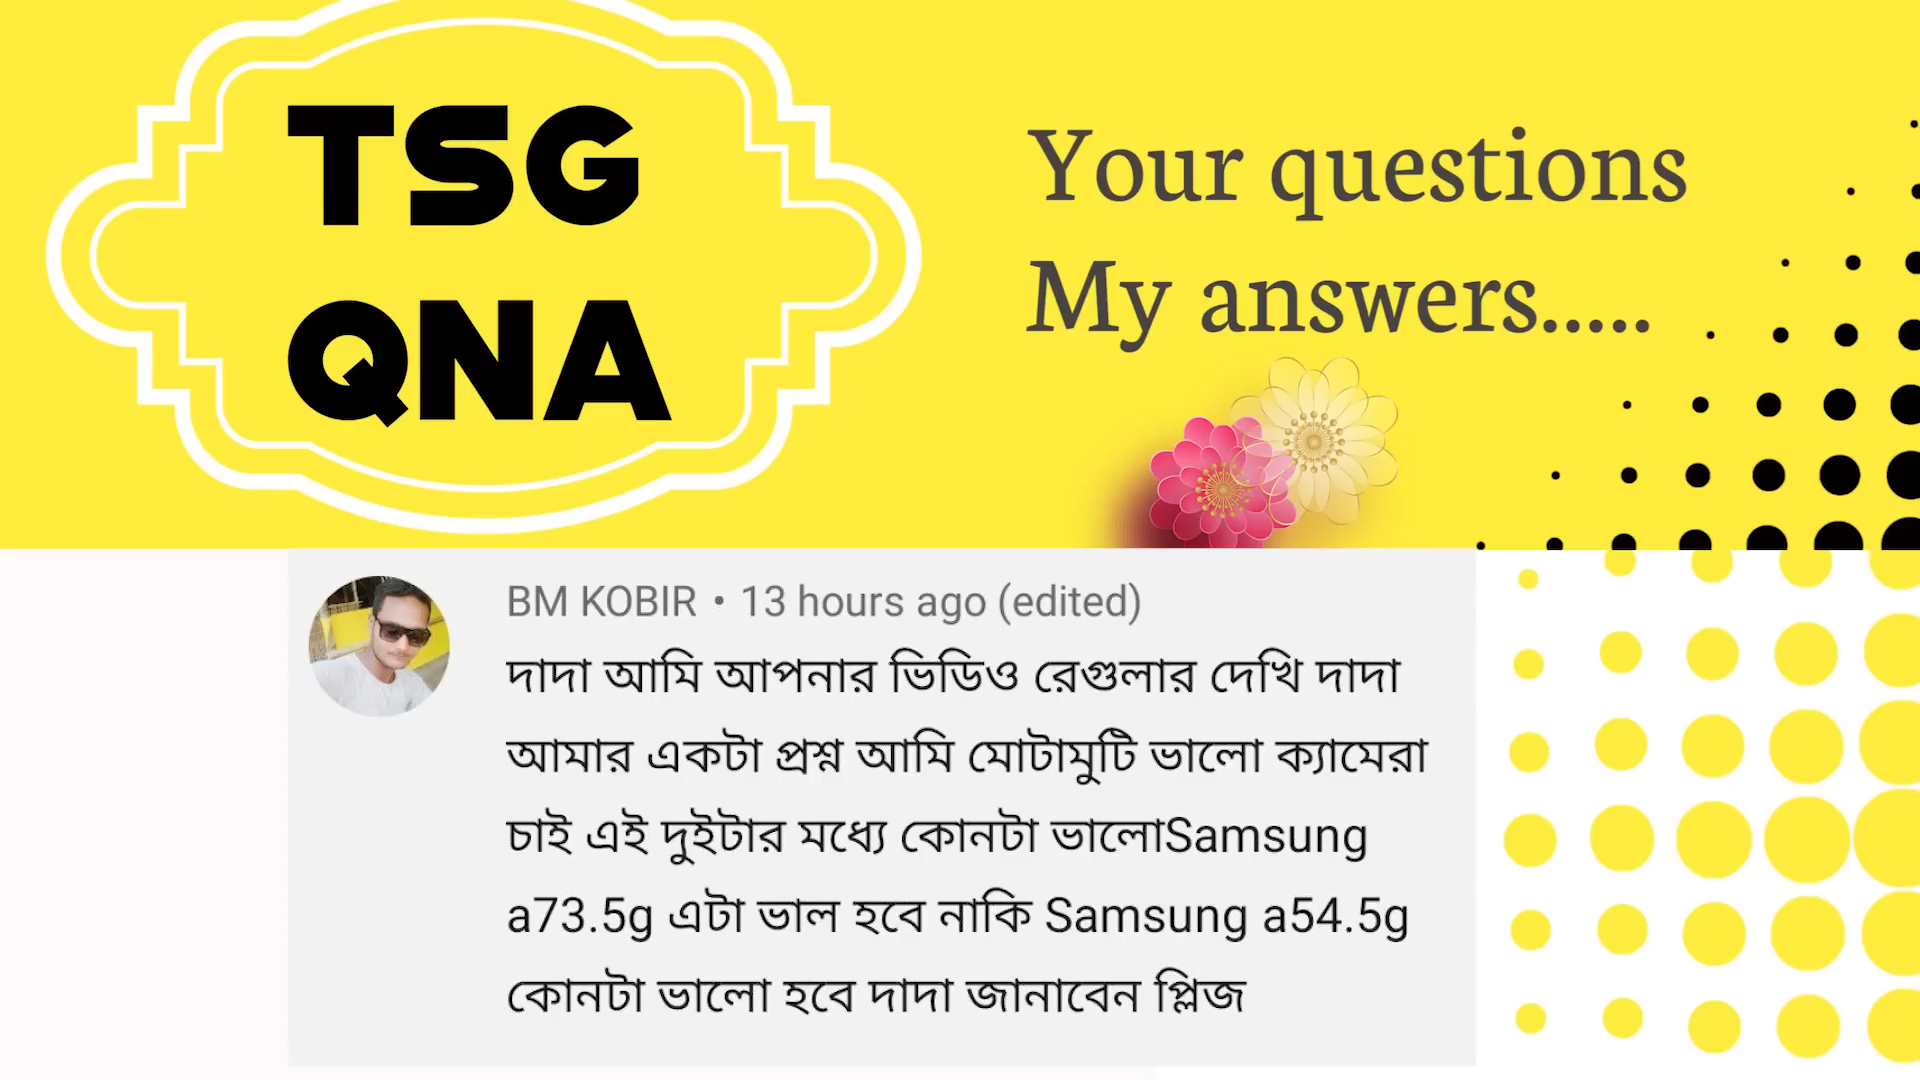 TSG
QNA
Your questions
My answers.....
BM KOBIR • 13 hours ago (edited)
দাদা আমি আপনার ভিডিও রেগুলার দেখি দাদা
আমার একটা প্রশ্ন আমি মোটামুটি ভালো ক্যামেরা
চাই এই দুইটার মধ্যে কোনটা ভালোSamsung
a73.5g এটা ভাল হবে নাকি Samsung a54.5g
কোনটা ভালো হবে দাদা জানাবেন প্লিজ